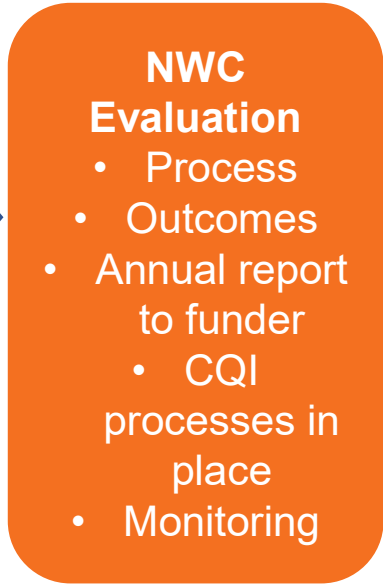 NWC
Evaluation
• Process
• Outcomes
• Annual report
to funder
• CQI
processes in
place
• Monitoring